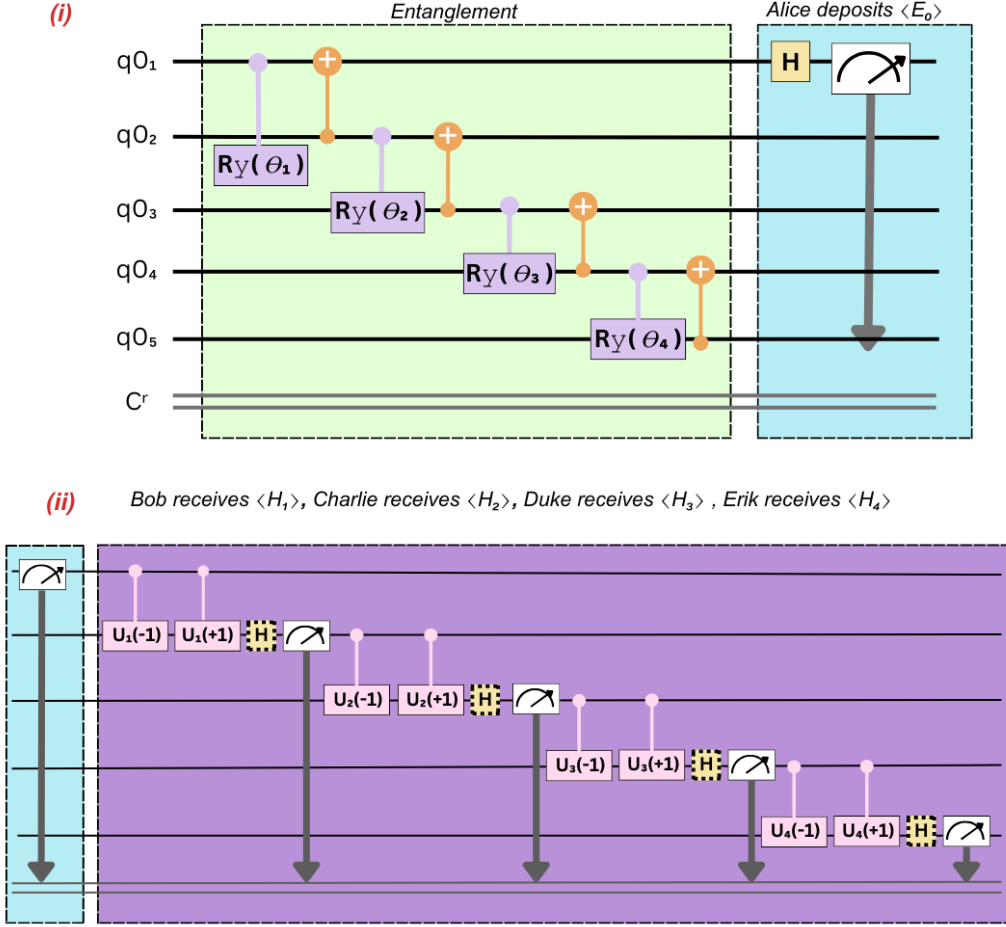 (i)
Entanglement
Alice deposits ⟨E₀⟩
q0₁
H
q0₂
Ry(θ₁)
q0₃
Ry(θ₂)
q0₄
Ry(θ₃)
q0₅
Ry(θ₄)
Cʳ
(ii)
Bob receives ⟨H₁⟩, Charlie receives ⟨H₂⟩, Duke receives ⟨H₃⟩ , Erik receives ⟨H₄⟩
U₁(-1) U₁(+1) H
U₂(-1) U₂(+1) H
U₃(-1) U₃(+1) H
U₄(-1) U₄(+1) H